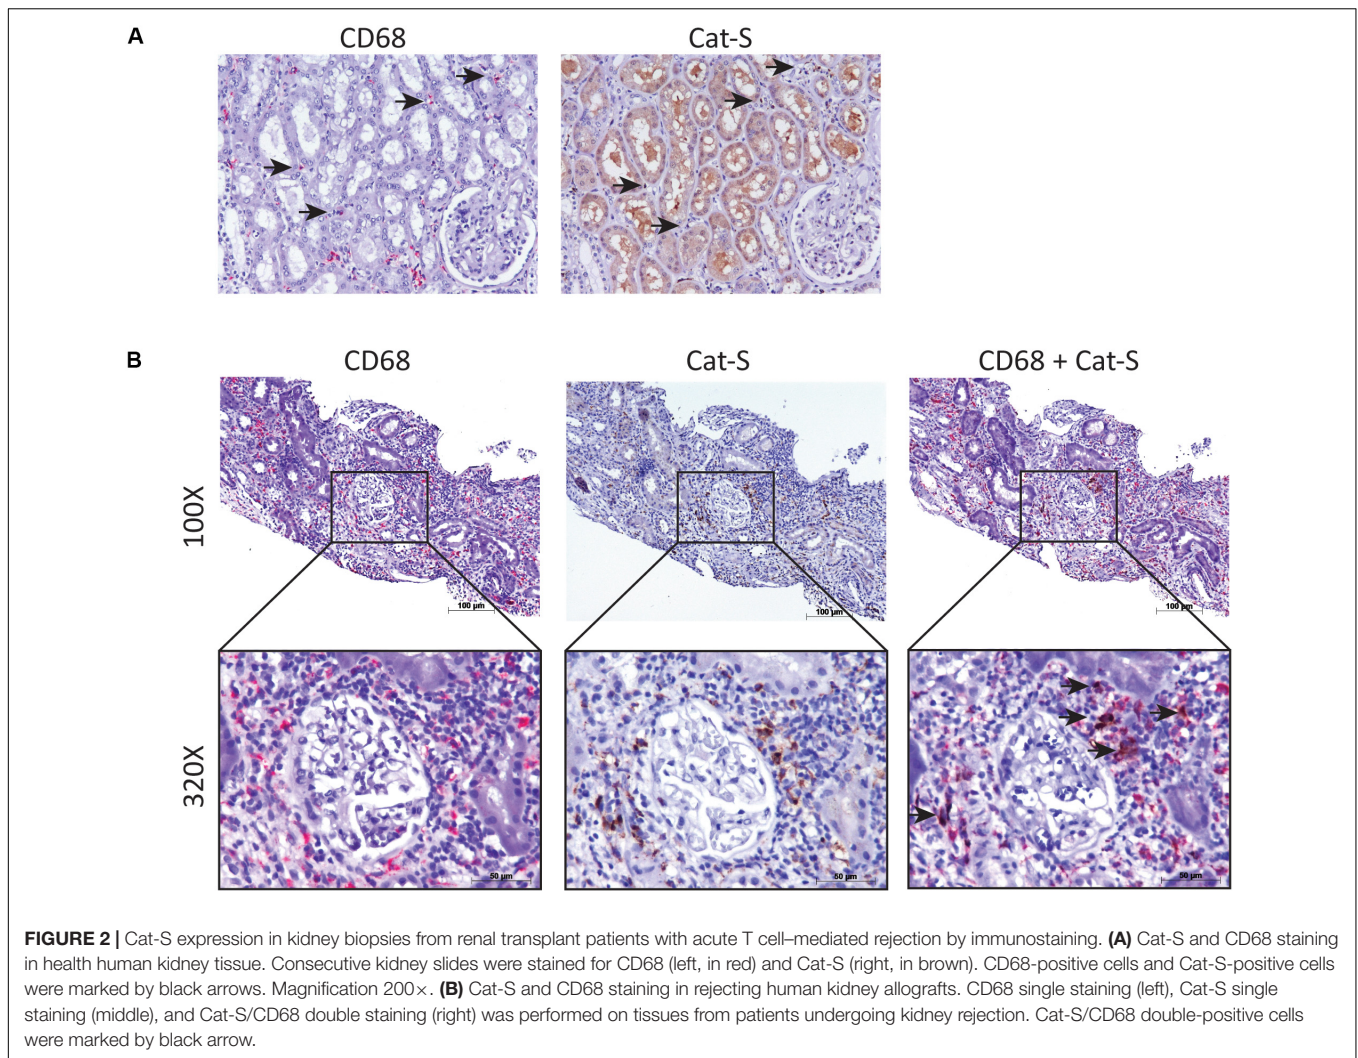 A
CD68
Cat-S
B
CD68
Cat-S
CD68 + Cat-S
100X
100 µm
100 µm
100 µm
320X
50 µm
50 µm
50 µm
FIGURE 2 | Cat-S expression in kidney biopsies from renal transplant patients with acute T cell–mediated rejection by immunostaining. (A) Cat-S and CD68 staining
in health human kidney tissue. Consecutive kidney slides were stained for CD68 (left, in red) and Cat-S (right, in brown). CD68-positive cells and Cat-S-positive cells
were marked by black arrows. Magnification 200×. (B) Cat-S and CD68 staining in rejecting human kidney allografts. CD68 single staining (left), Cat-S single
staining (middle), and Cat-S/CD68 double staining (right) was performed on tissues from patients undergoing kidney rejection. Cat-S/CD68 double-positive cells
were marked by black arrow.